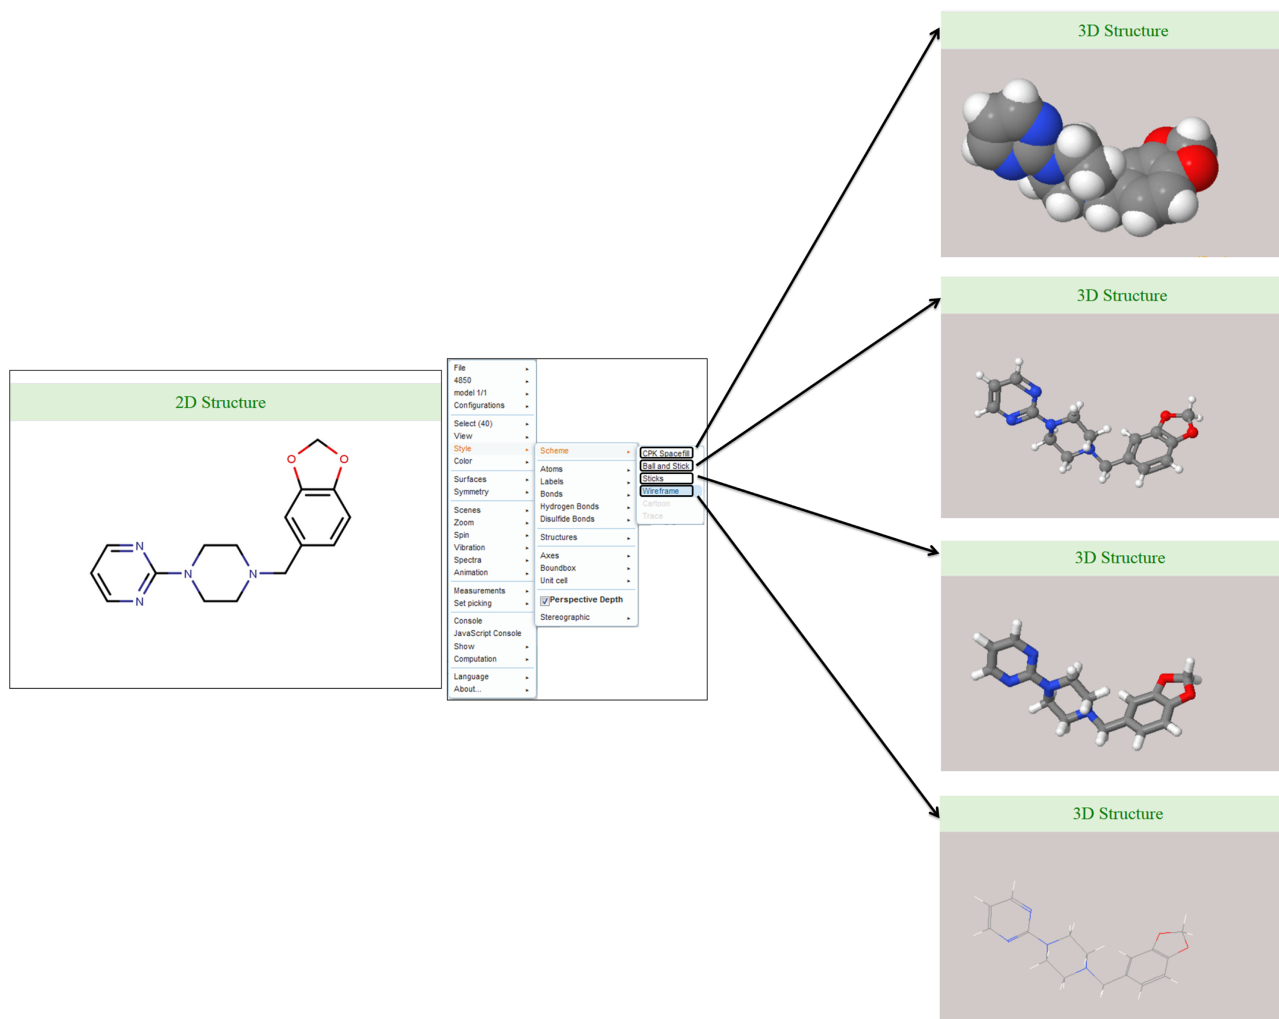 3D Structure
3D Structure
2D Structure
O
O
N
N
N
N
File
4850
model 1/1
Configurations
Select (40)
View
Style
Color
Surfaces
Symmetry
Scenes
Zoom
Spin
Vibration
Spectra
Animation
Measurements
Set picking
Console
JavaScript Console
Show
Computation
Language
About...
Scheme
Atoms
Labels
Bonds
Hydrogen Bonds
Disulfide Bonds
Structures
Axes
Boundbox
Unit cell
Perspective Depth
Stereographic
CPK Spacefill
Ball and Stick
Sticks
Wireframe
Cartoon
Trace
3D Structure
3D Structure